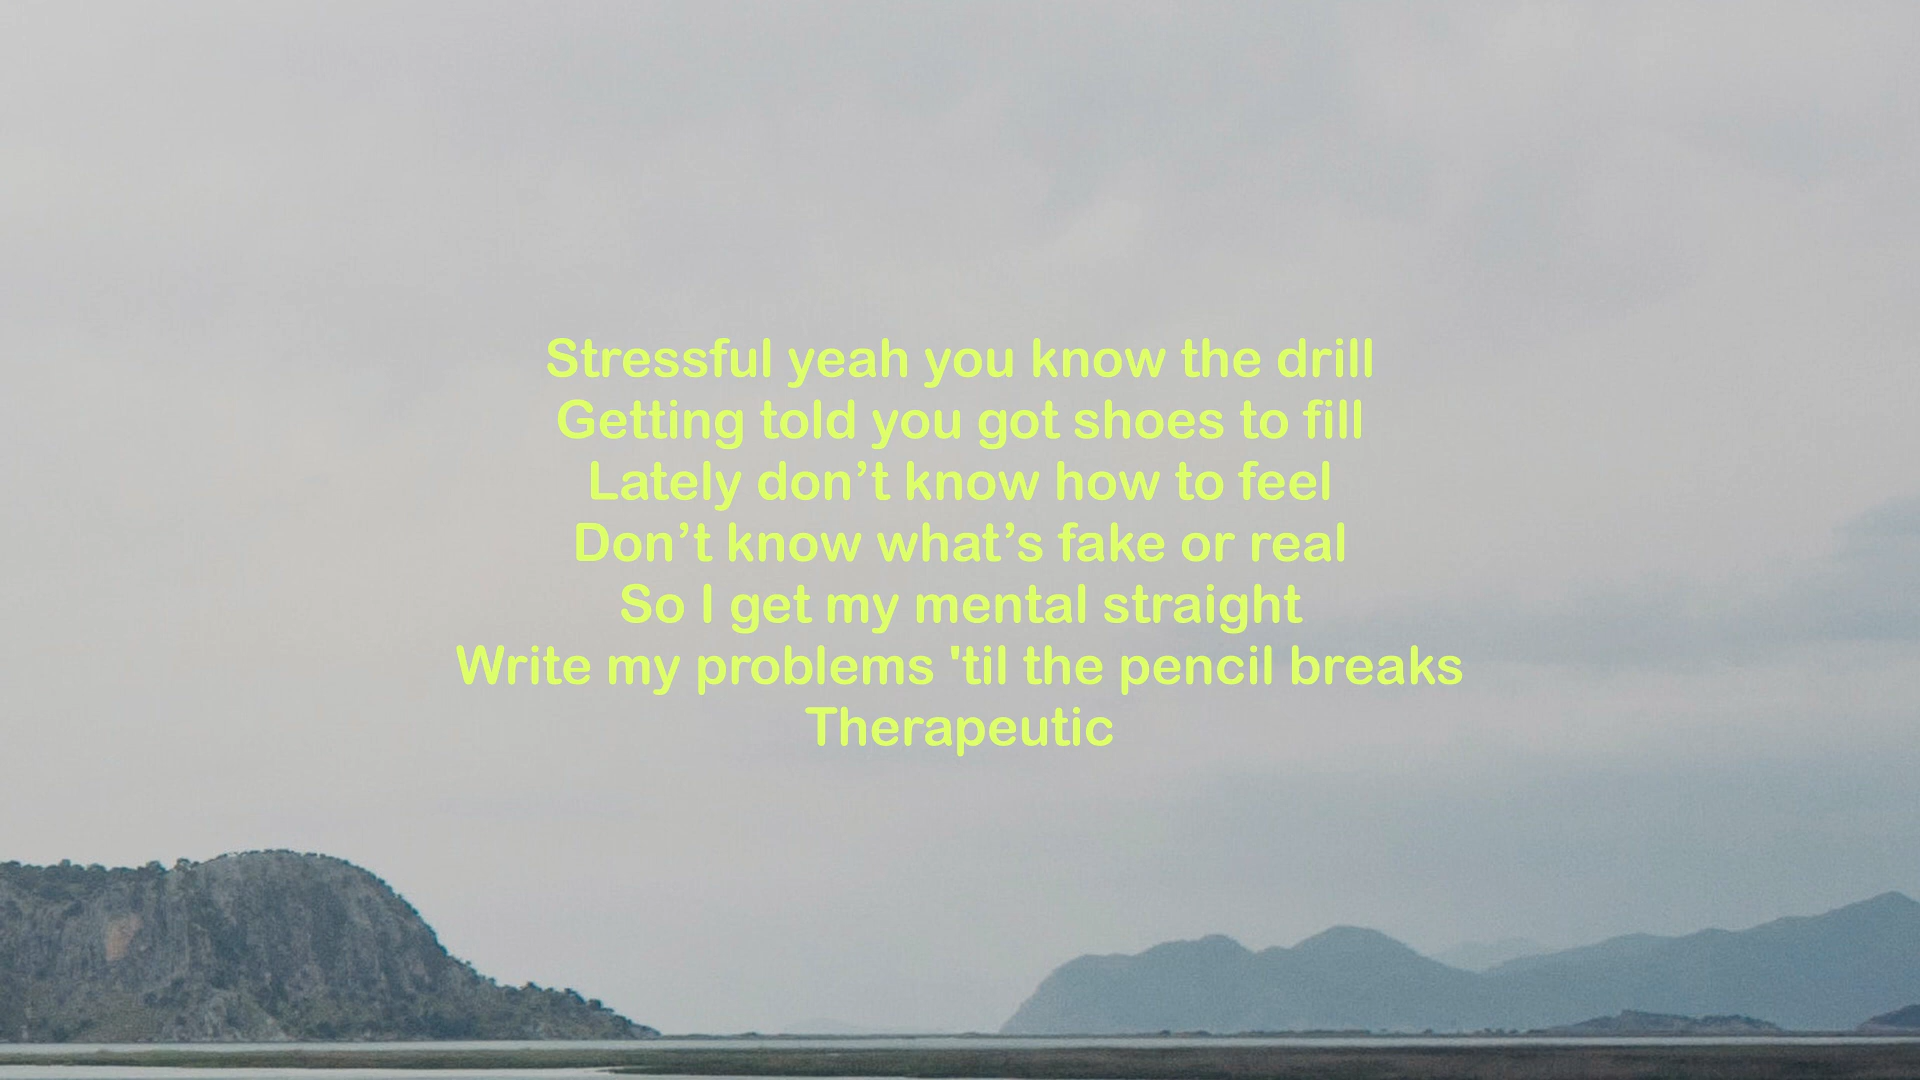 Stressful yeah you know the drill
Getting told you got shoes to fill
Lately don’t know how to feel
Don’t know what’s fake or real
So I get my mental straight
Write my problems 'til the pencil breaks
Therapeutic